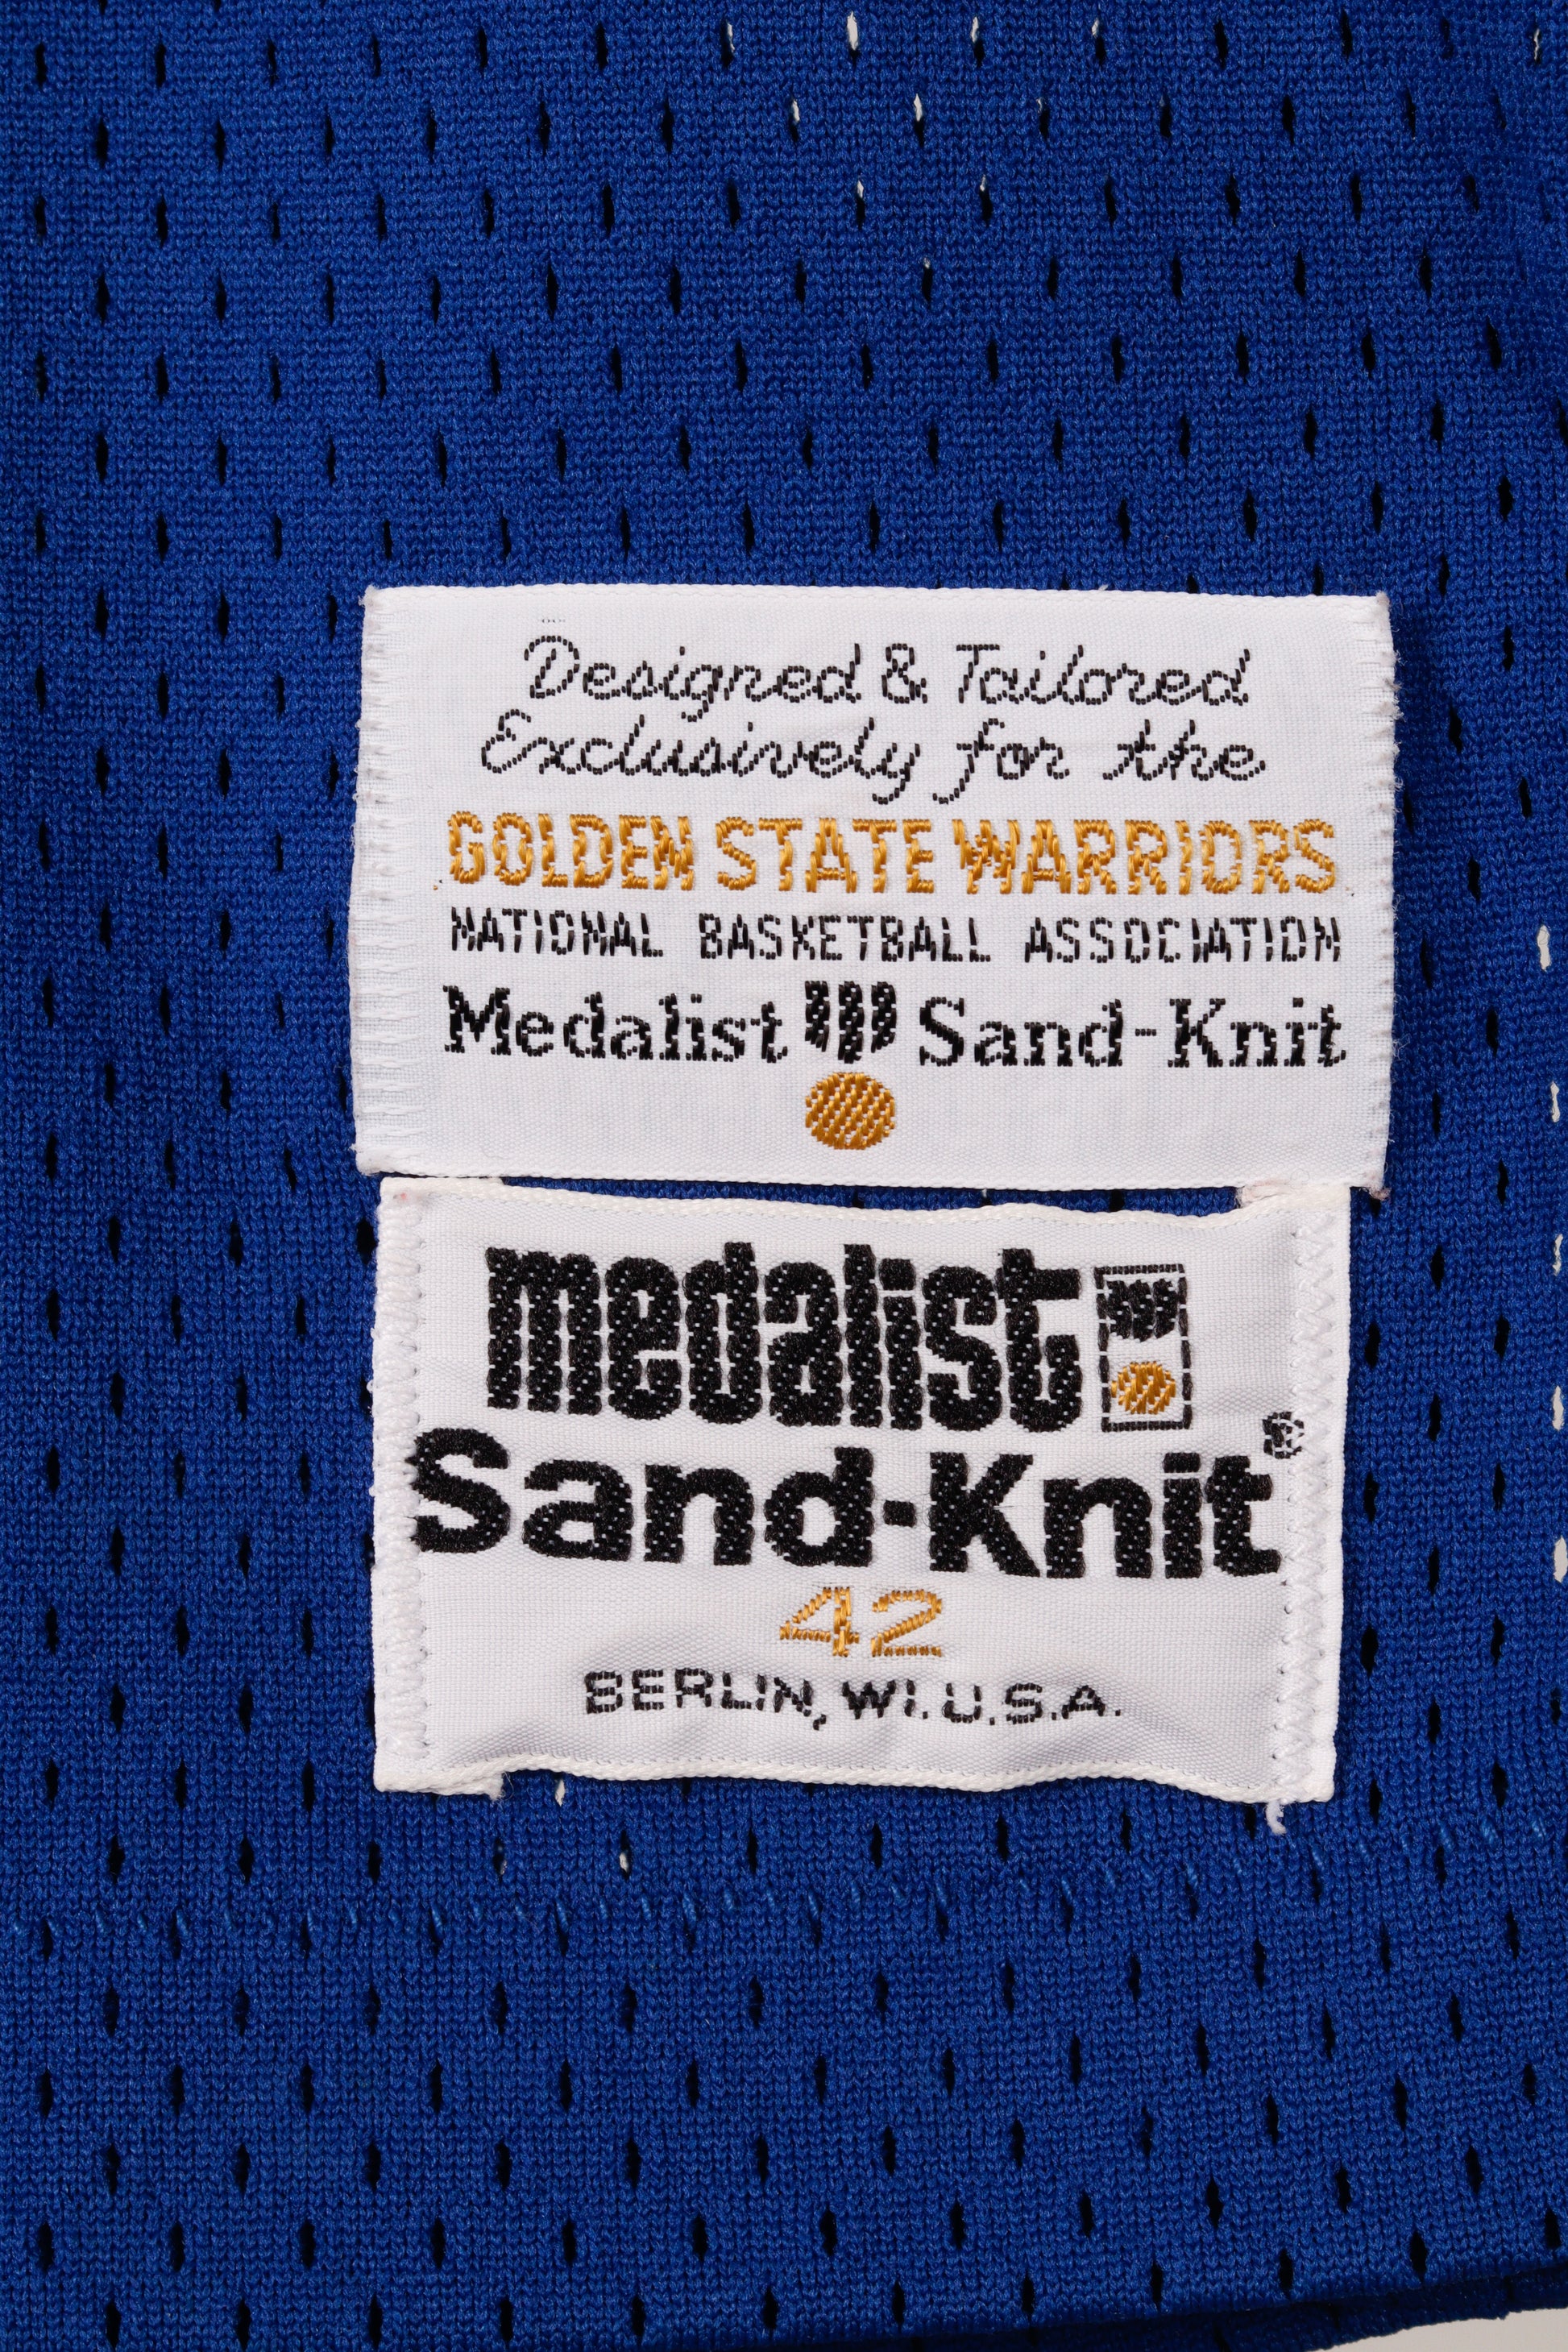 Designed & Tailored
Exclusively for the
GOLDEN STATE WARRIORS
NATIONAL BASKETBALL ASSOCIATION
Medalist Sand-Knit
medalist
Sand-Knit®
42
BERLIN, WI. U.S.A.